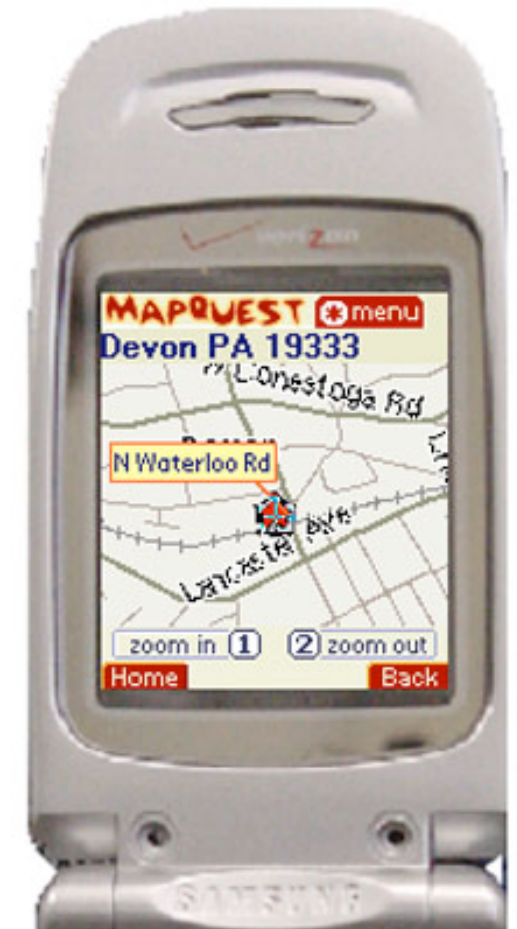 verizon
MAPQUEST * menu
Devon PA 19333
Conestoga Rd
N Waterloo Rd
Lancaster Ave
zoom in 1 2 zoom out
Home Back
SAMSUNG